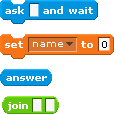 ask and wait
set name to 0
answer
join